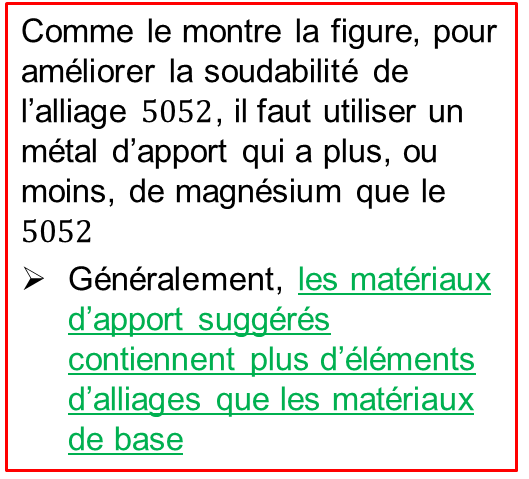 Comme le montre la figure, pour
améliorer la soudabilité de
l’alliage 5052, il faut utiliser un
métal d’apport qui a plus, ou
moins, de magnésium que le
5052
➢ Généralement, les matériaux
d’apport suggérés
contiennent plus d’éléments
d’alliages que les matériaux
de base